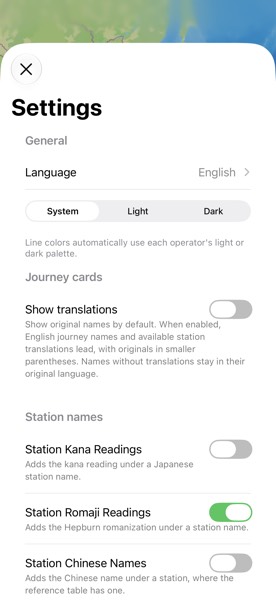 Settings
General
Language
English
System
Light
Dark
Line colors automatically use each operator's light or
dark palette.
Journey cards
Show translations
Show original names by default. When enabled,
English journey names and available station
translations lead, with originals in smaller
parentheses. Names without translations stay in their
original language.
Station names
Station Kana Readings
Adds the kana reading under a Japanese
station name.
Station Romaji Readings
Adds the Hepburn romanization under a station name.
Station Chinese Names
Adds the Chinese name under a station, where the
reference table has one.